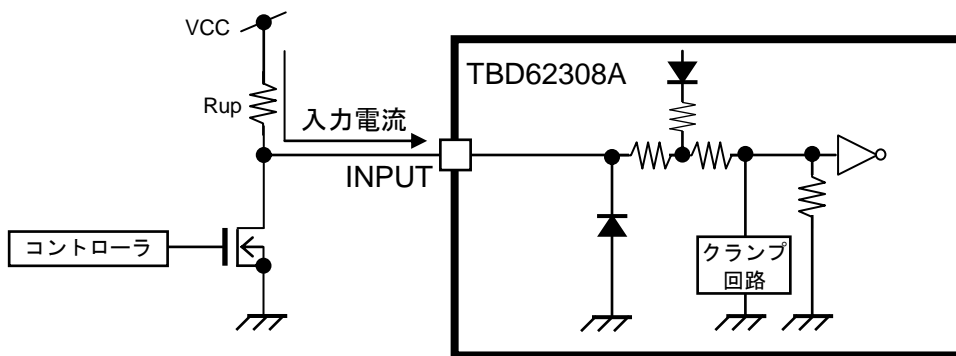 VCC
TBD62308A
Rup
入力電流
INPUT
コントローラ
クランプ
回路